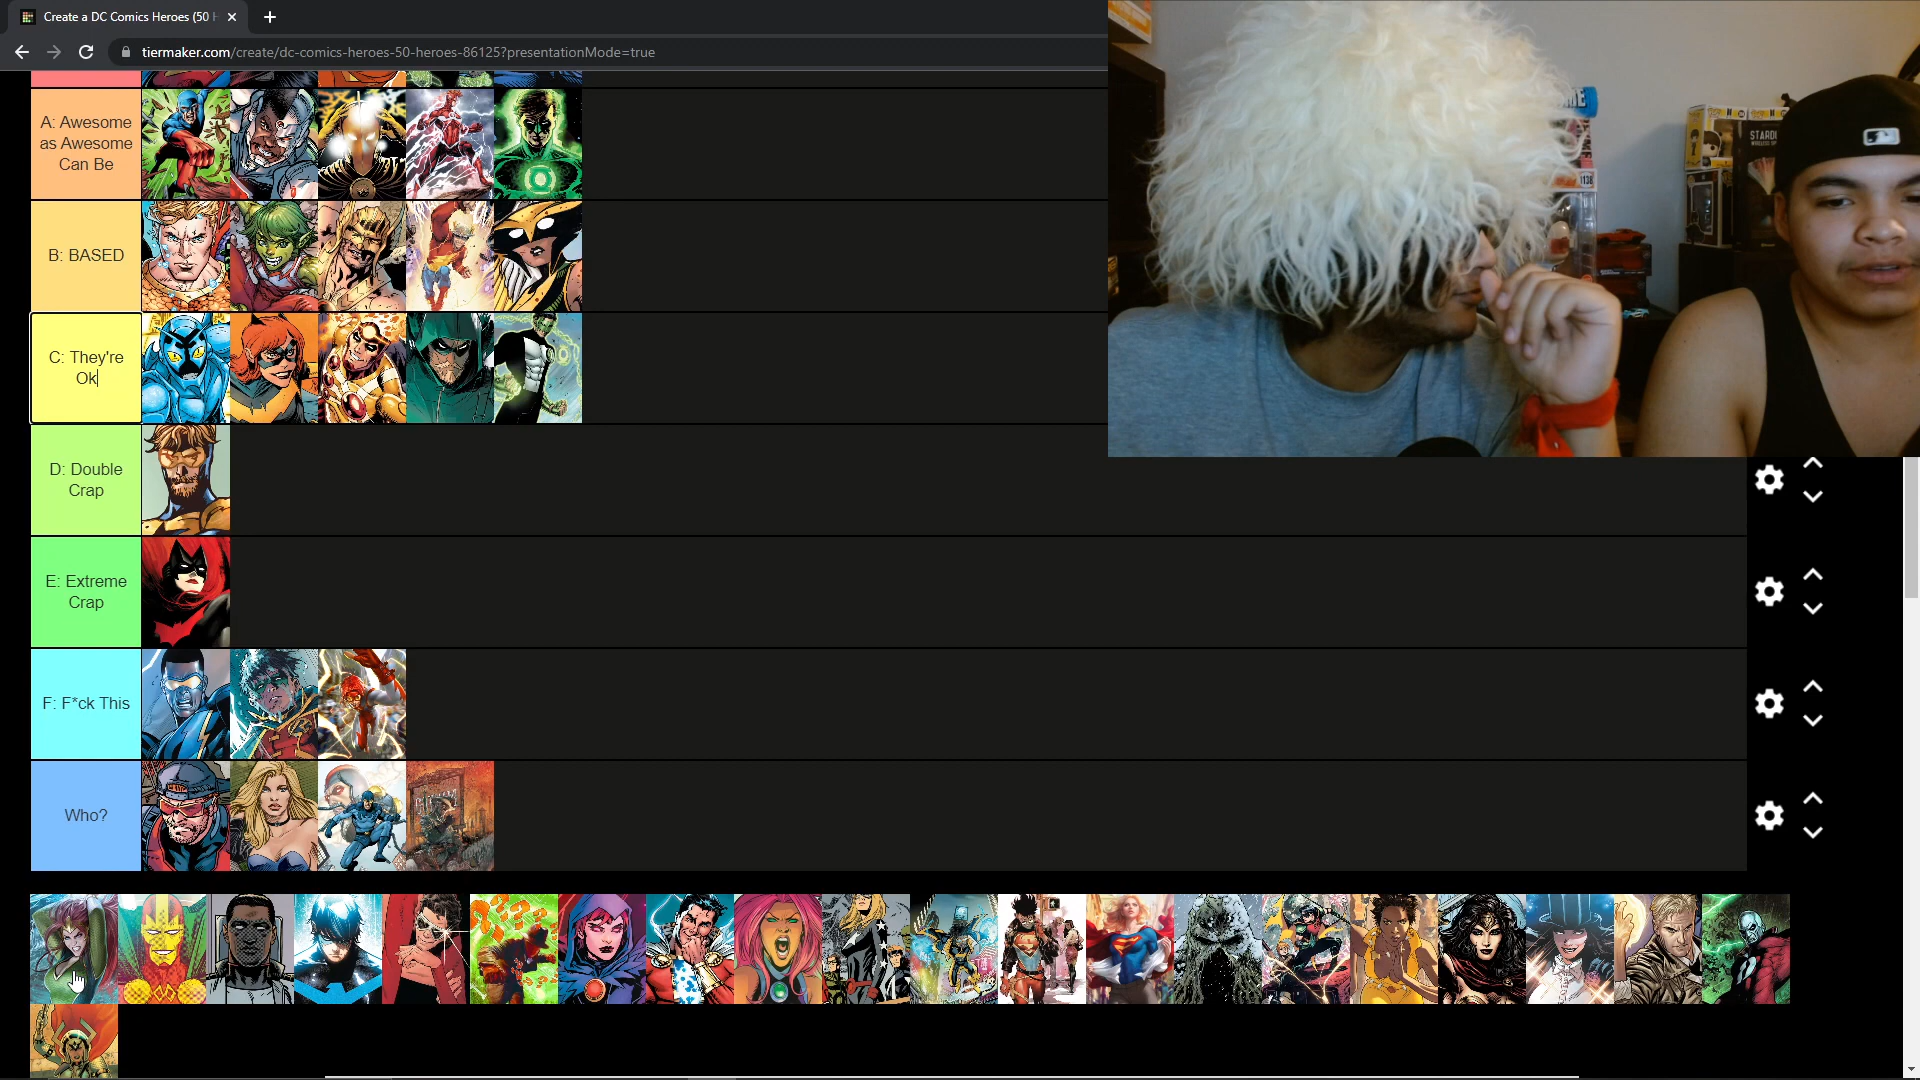 Create a DC Comics Heroes (50 H
tiermaker.com/create/dc-comics-heroes-50-heroes-86125?presentationMode=true
A: Awesome
as Awesome
Can Be
B: BASED
C: They're
Ok
D: Double
Crap
E: Extreme
Crap
F: F*ck This
Who?
1138